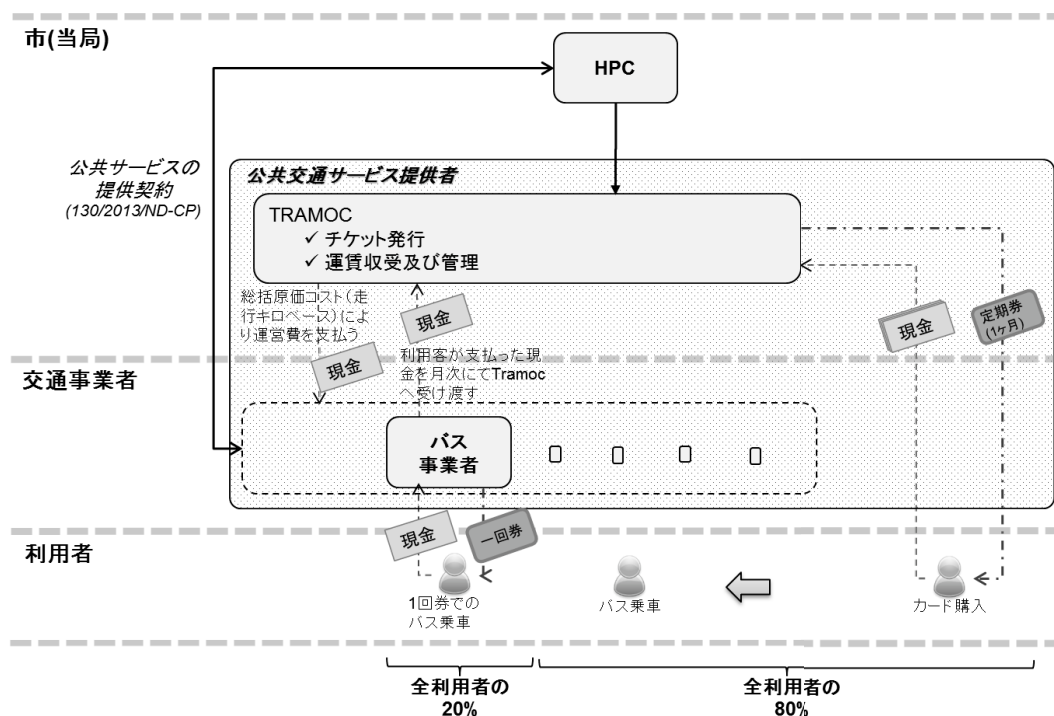 市(当局)
HPC
公共サービスの
提供契約
(130/2013/ND-CP)
公共交通サービス提供者
TRAMOC
✓ チケット発行
✓ 運賃収受及び管理
総括原価コスト(走
行キロベース)によ
り運営費を支払う
現金
現金
利用客が支払った現
金を月次にてTramoc
へ受け渡す
現金
定期券
(1ヶ月)
交通事業者
バス
事業者
現金
一回券
利用者
1回券での
バス乗車
バス乗車
カード購入
全利用者の
20%
全利用者の
80%